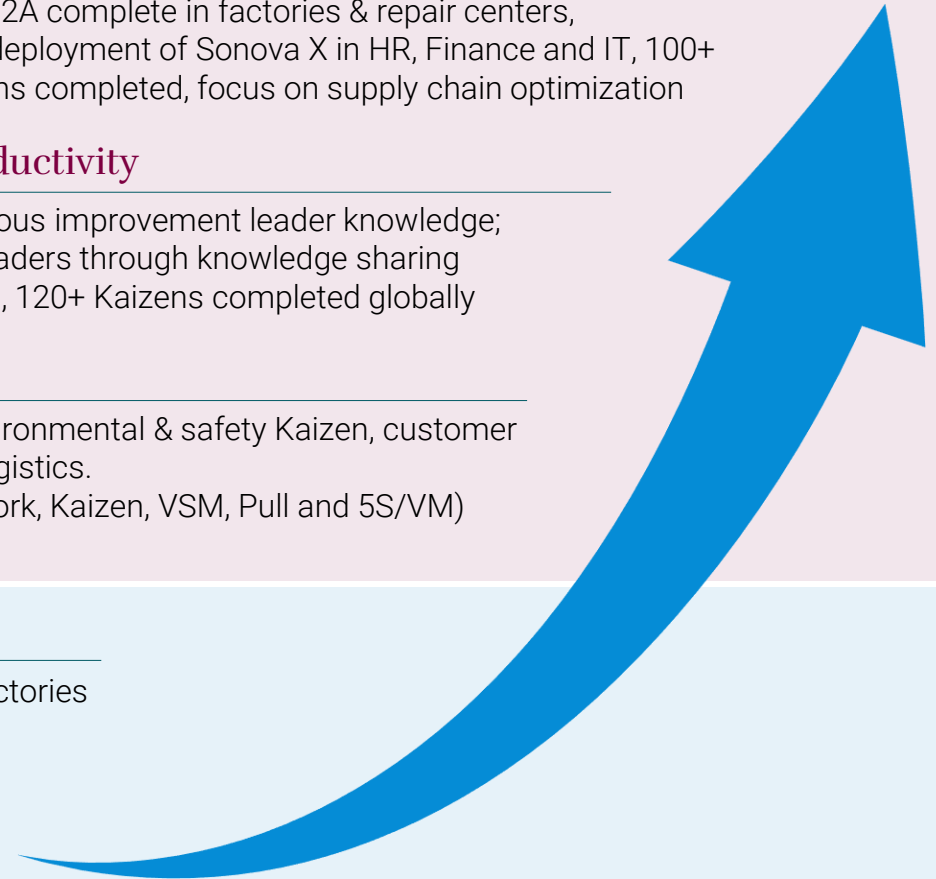 2A complete in factories & repair centers,
deployment of Sonova X in HR, Finance and IT, 100+
ns completed, focus on supply chain optimization
ductivity
ous improvement leader knowledge;
aders through knowledge sharing
, 120+ Kaizens completed globally
ronmental & safety Kaizen, customer
gistics.
ork, Kaizen, VSM, Pull and 5S/VM)
ctories